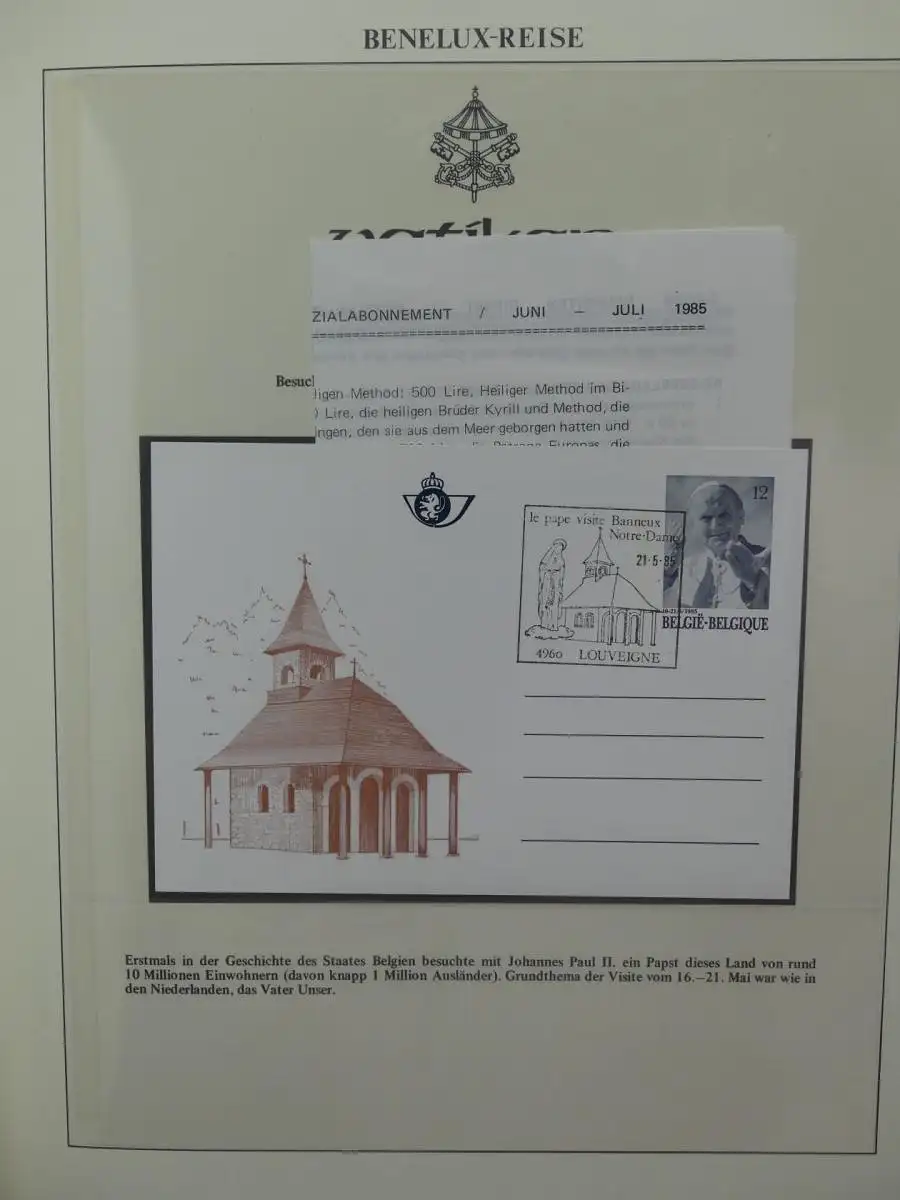 BENELUX-REISE
vatikan
ZIALABONNEMENT / JUNI – JULI 1985
Besuch
ligen Method: 500 Lire, Heiliger Method im Bi-
) Lire, die heiligen Brüder Kyrill und Method, die
ngen, den sie aus dem Meer geborgen hatten und
die
12
le pape visite Banneux
Notre-Dame
21-5-85
BELGIË-BELGIQUE
4960 LOUVEIGNE
Erstmals in der Geschichte des Staates Belgien besuchte mit Johannes Paul II. ein Papst dieses Land von rund
10 Millionen Einwohnern (davon knapp 1 Million Ausländer). Grundthema der Visite vom 16.–21. Mai war wie in
den Niederlanden, das Vater Unser.